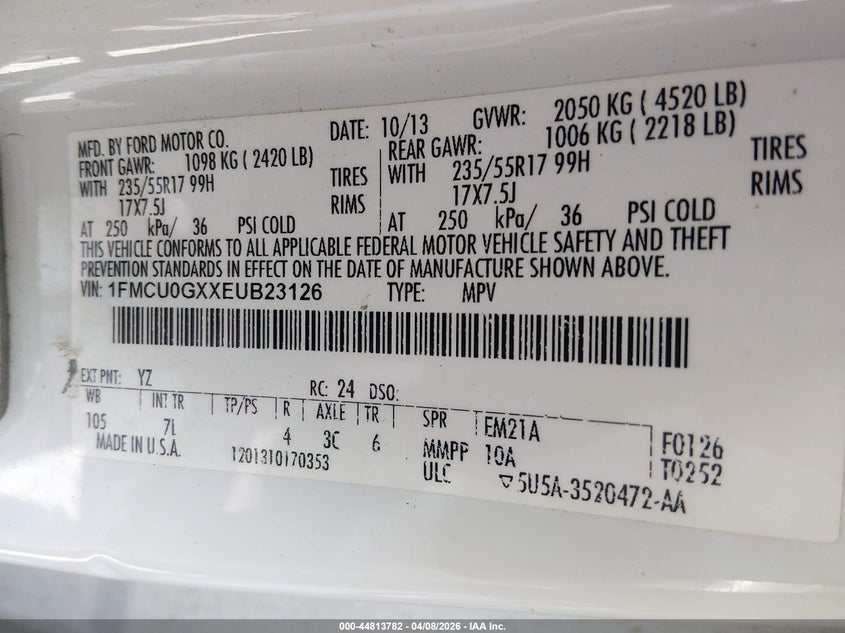 MFD. BY FORD MOTOR CO. DATE: 10/13 GVWR: 2050 KG ( 4520 LB)
FRONT GAWR: 1098 KG ( 2420 LB) REAR GAWR: 1006 KG ( 2218 LB)
WITH 235/55R17 99H TIRES WITH 235/55R17 99H TIRES
17X7.5J RIMS 17X7.5J RIMS
AT 250 kPa/ 36 PSI COLD AT 250 kPa/ 36 PSI COLD
THIS VEHICLE CONFORMS TO ALL APPLICABLE FEDERAL MOTOR VEHICLE SAFETY AND THEFT
PREVENTION STANDARDS IN EFFECT ON THE DATE OF MANUFACTURE SHOWN ABOVE.
VIN: 1FMCU0GXXEUB23126 TYPE: MPV
EXT PNT: YZ RC: 24 DSO:
WB INT TR TP/PS R AXLE TR SPR EM21A F0126
105 7L 4 3C 6 MMPP 10A T0252
MADE IN U.S.A. 1201310170353 ULC 5U5A-3520472-AA
000-44813782 04/08/2026 - IAA Inc.